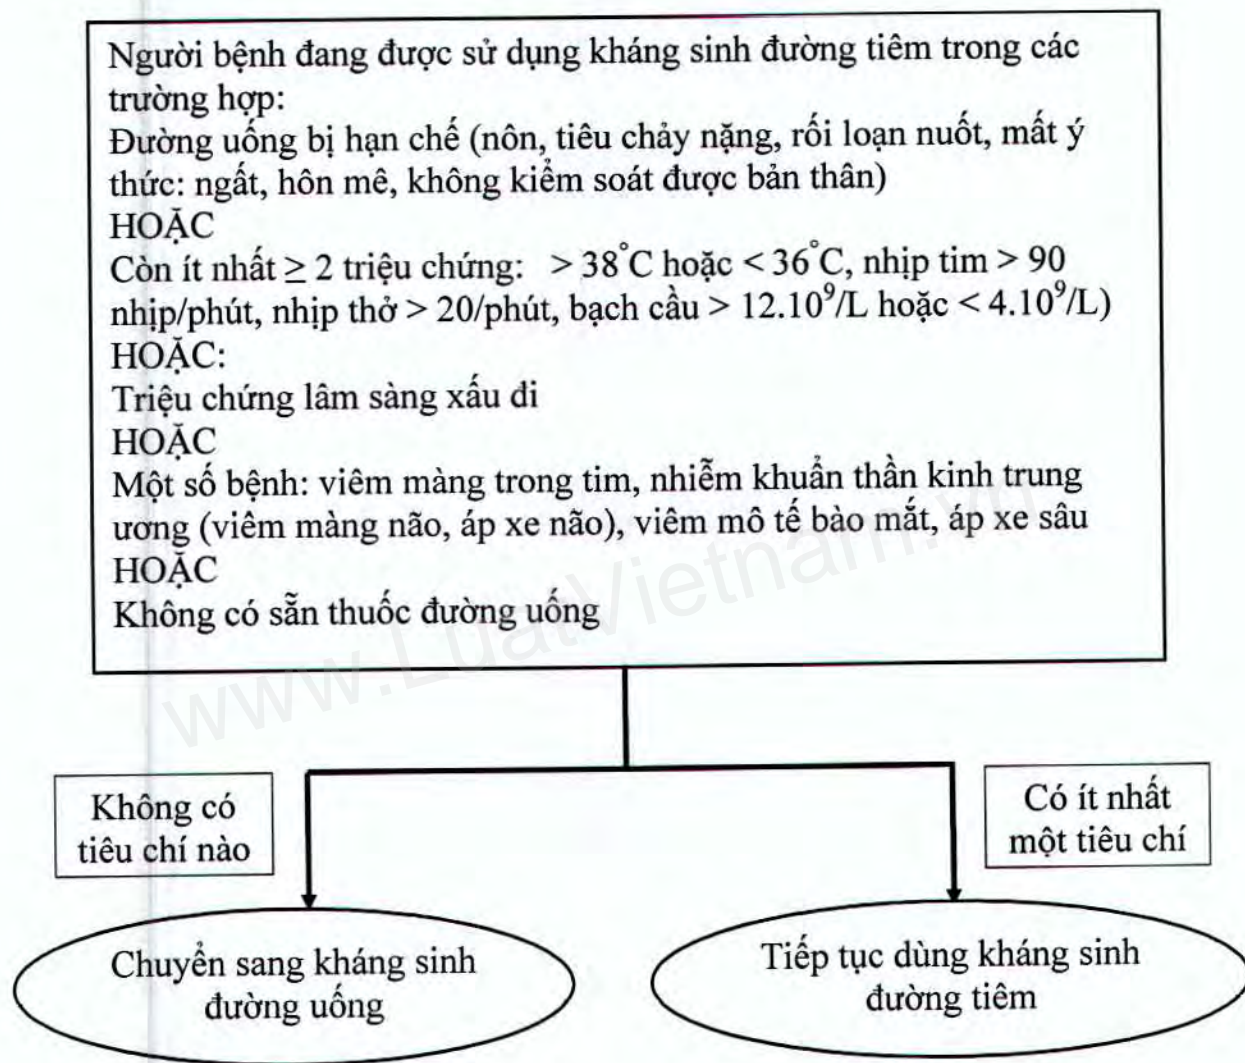 Người bệnh đang được sử dụng kháng sinh đường tiêm trong các
trường hợp:
Đường uống bị hạn chế (nôn, tiêu chảy nặng, rối loạn nuốt, mất ý
thức: ngất, hôn mê, không kiểm soát được bản thân)
HOẶC
Còn ít nhất ≥ 2 triệu chứng: > 38°C hoặc < 36°C, nhịp tim > 90
nhịp/phút, nhịp thở > 20/phút, bạch cầu > 12.10⁹/L hoặc < 4.10⁹/L)
HOẶC:
Triệu chứng lâm sàng xấu đi
HOẶC
Một số bệnh: viêm màng trong tim, nhiễm khuẩn thần kinh trung
ương (viêm màng não, áp xe não), viêm mô tế bào mắt, áp xe sâu
HOẶC
Không có sẵn thuốc đường uống
www.LuatVietnam.vn
Không có
tiêu chí nào
Có ít nhất
một tiêu chí
Chuyển sang kháng sinh
đường uống
Tiếp tục dùng kháng sinh
đường tiêm